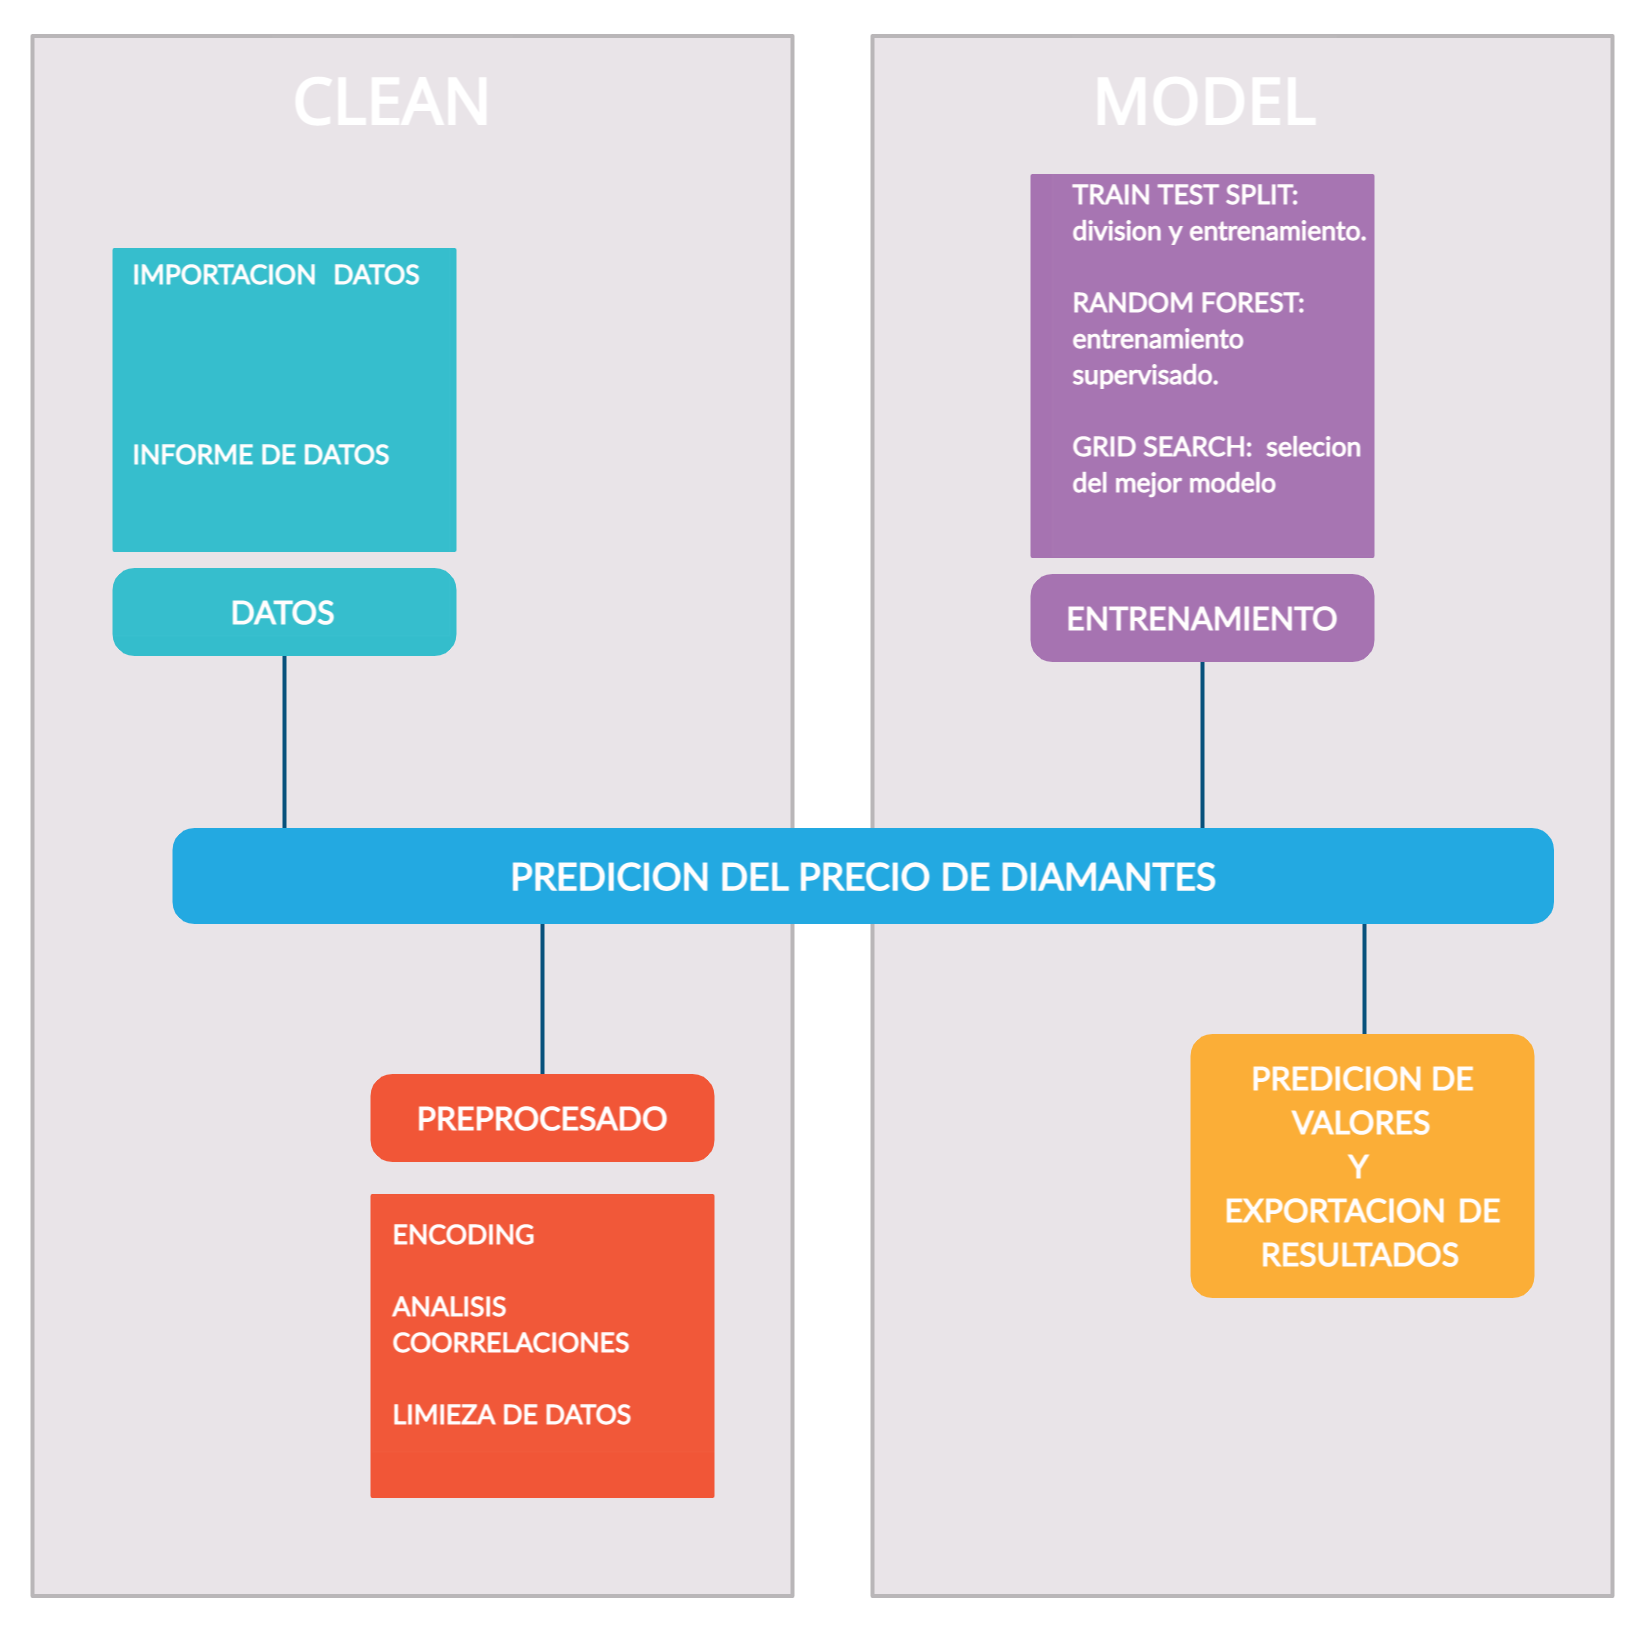 CLEAN
IMPORTACION DATOS
INFORME DE DATOS
DATOS
MODEL
TRAIN TEST SPLIT:
division y entrenamiento.
RANDOM FOREST:
entrenamiento
supervisado.
GRID SEARCH: selecion
del mejor modelo
ENTRENAMIENTO
PREDICION DEL PRECIO DE DIAMANTES
PREPROCESADO
ENCODING
ANALISIS
COORRELACIONES
LIMIEZA DE DATOS
PREDICION DE
VALORES
Y
EXPORTACION DE
RESULTADOS